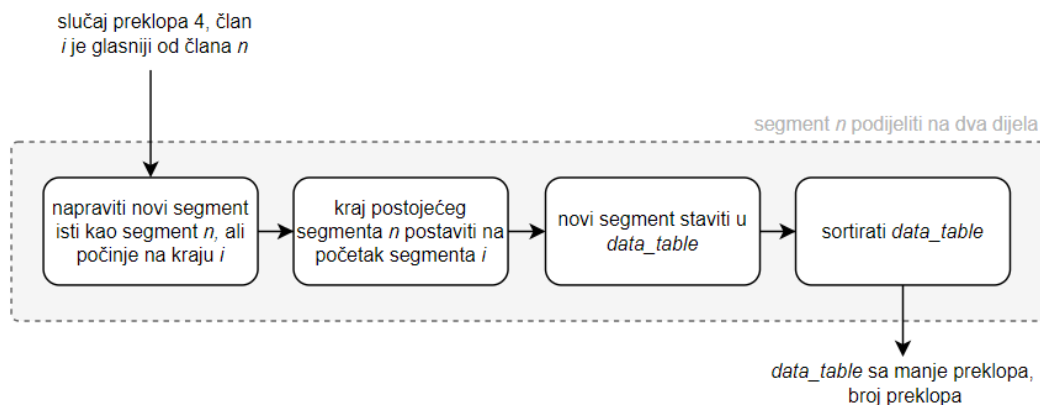 slučaj preklopa 4, član
i je glasniji od člana n
segment n podijeliti na dva dijela
napraviti novi segment
isti kao segment n, ali
počinje na kraju i
kraj postojećeg
segmenta n postaviti na
početak segmenta i
novi segment staviti u
data_table
sortirati data_table
data_table sa manje preklopa,
broj preklopa